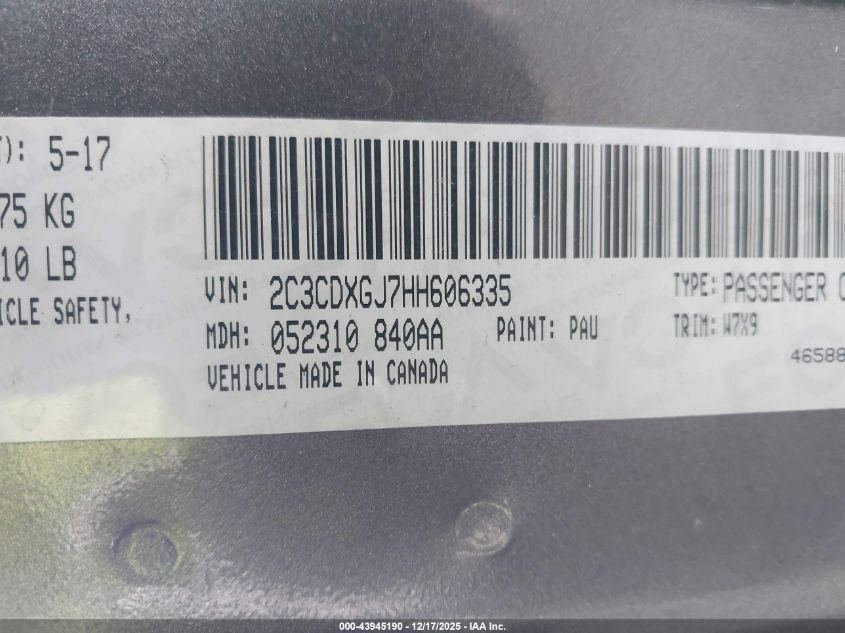 T): 5-17
75 KG
10 LB
ICLE SAFETY,
VIN: 2C3CDXGJ7HH606335
TYPE: PASSENGER C
MDH: 052310 840AA
PAINT: PAU
TRIM: W7X9
46588
VEHICLE MADE IN CANADA
000-43945190 - 12/17/2025 - IAA Inc.